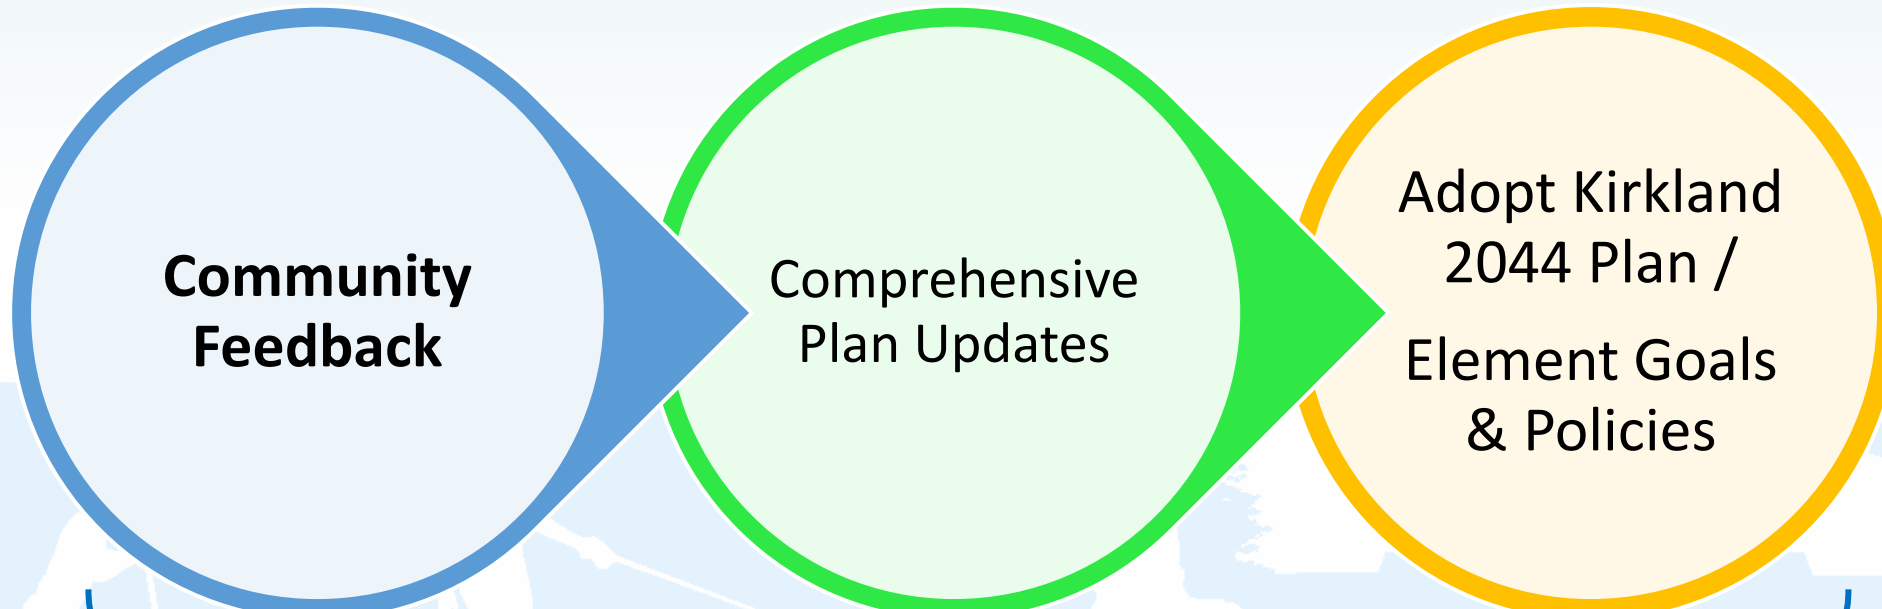 Community
Feedback
Comprehensive
Plan Updates
Adopt Kirkland
2044 Plan /
Element Goals
& Policies